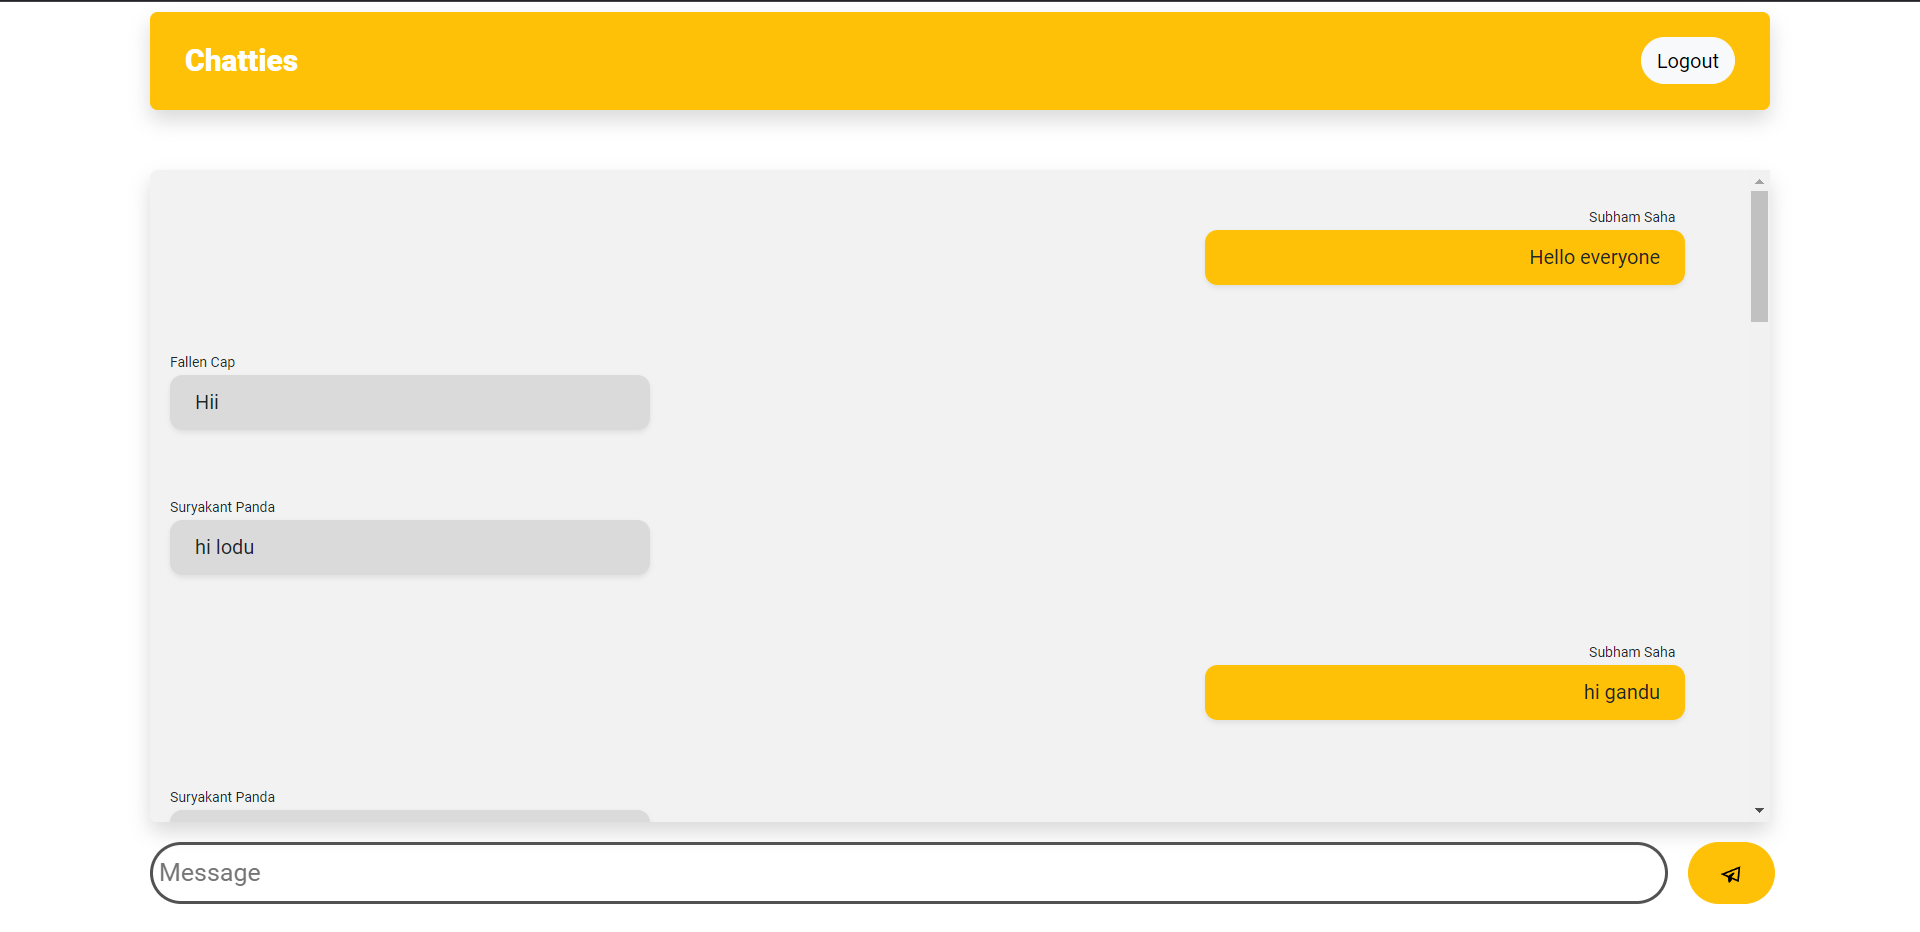 Chatties
Logout
Subham Saha
Hello everyone
Fallen Cap
Hii
Suryakant Panda
hi lodu
Subham Saha
hi gandu
Suryakant Panda
Message